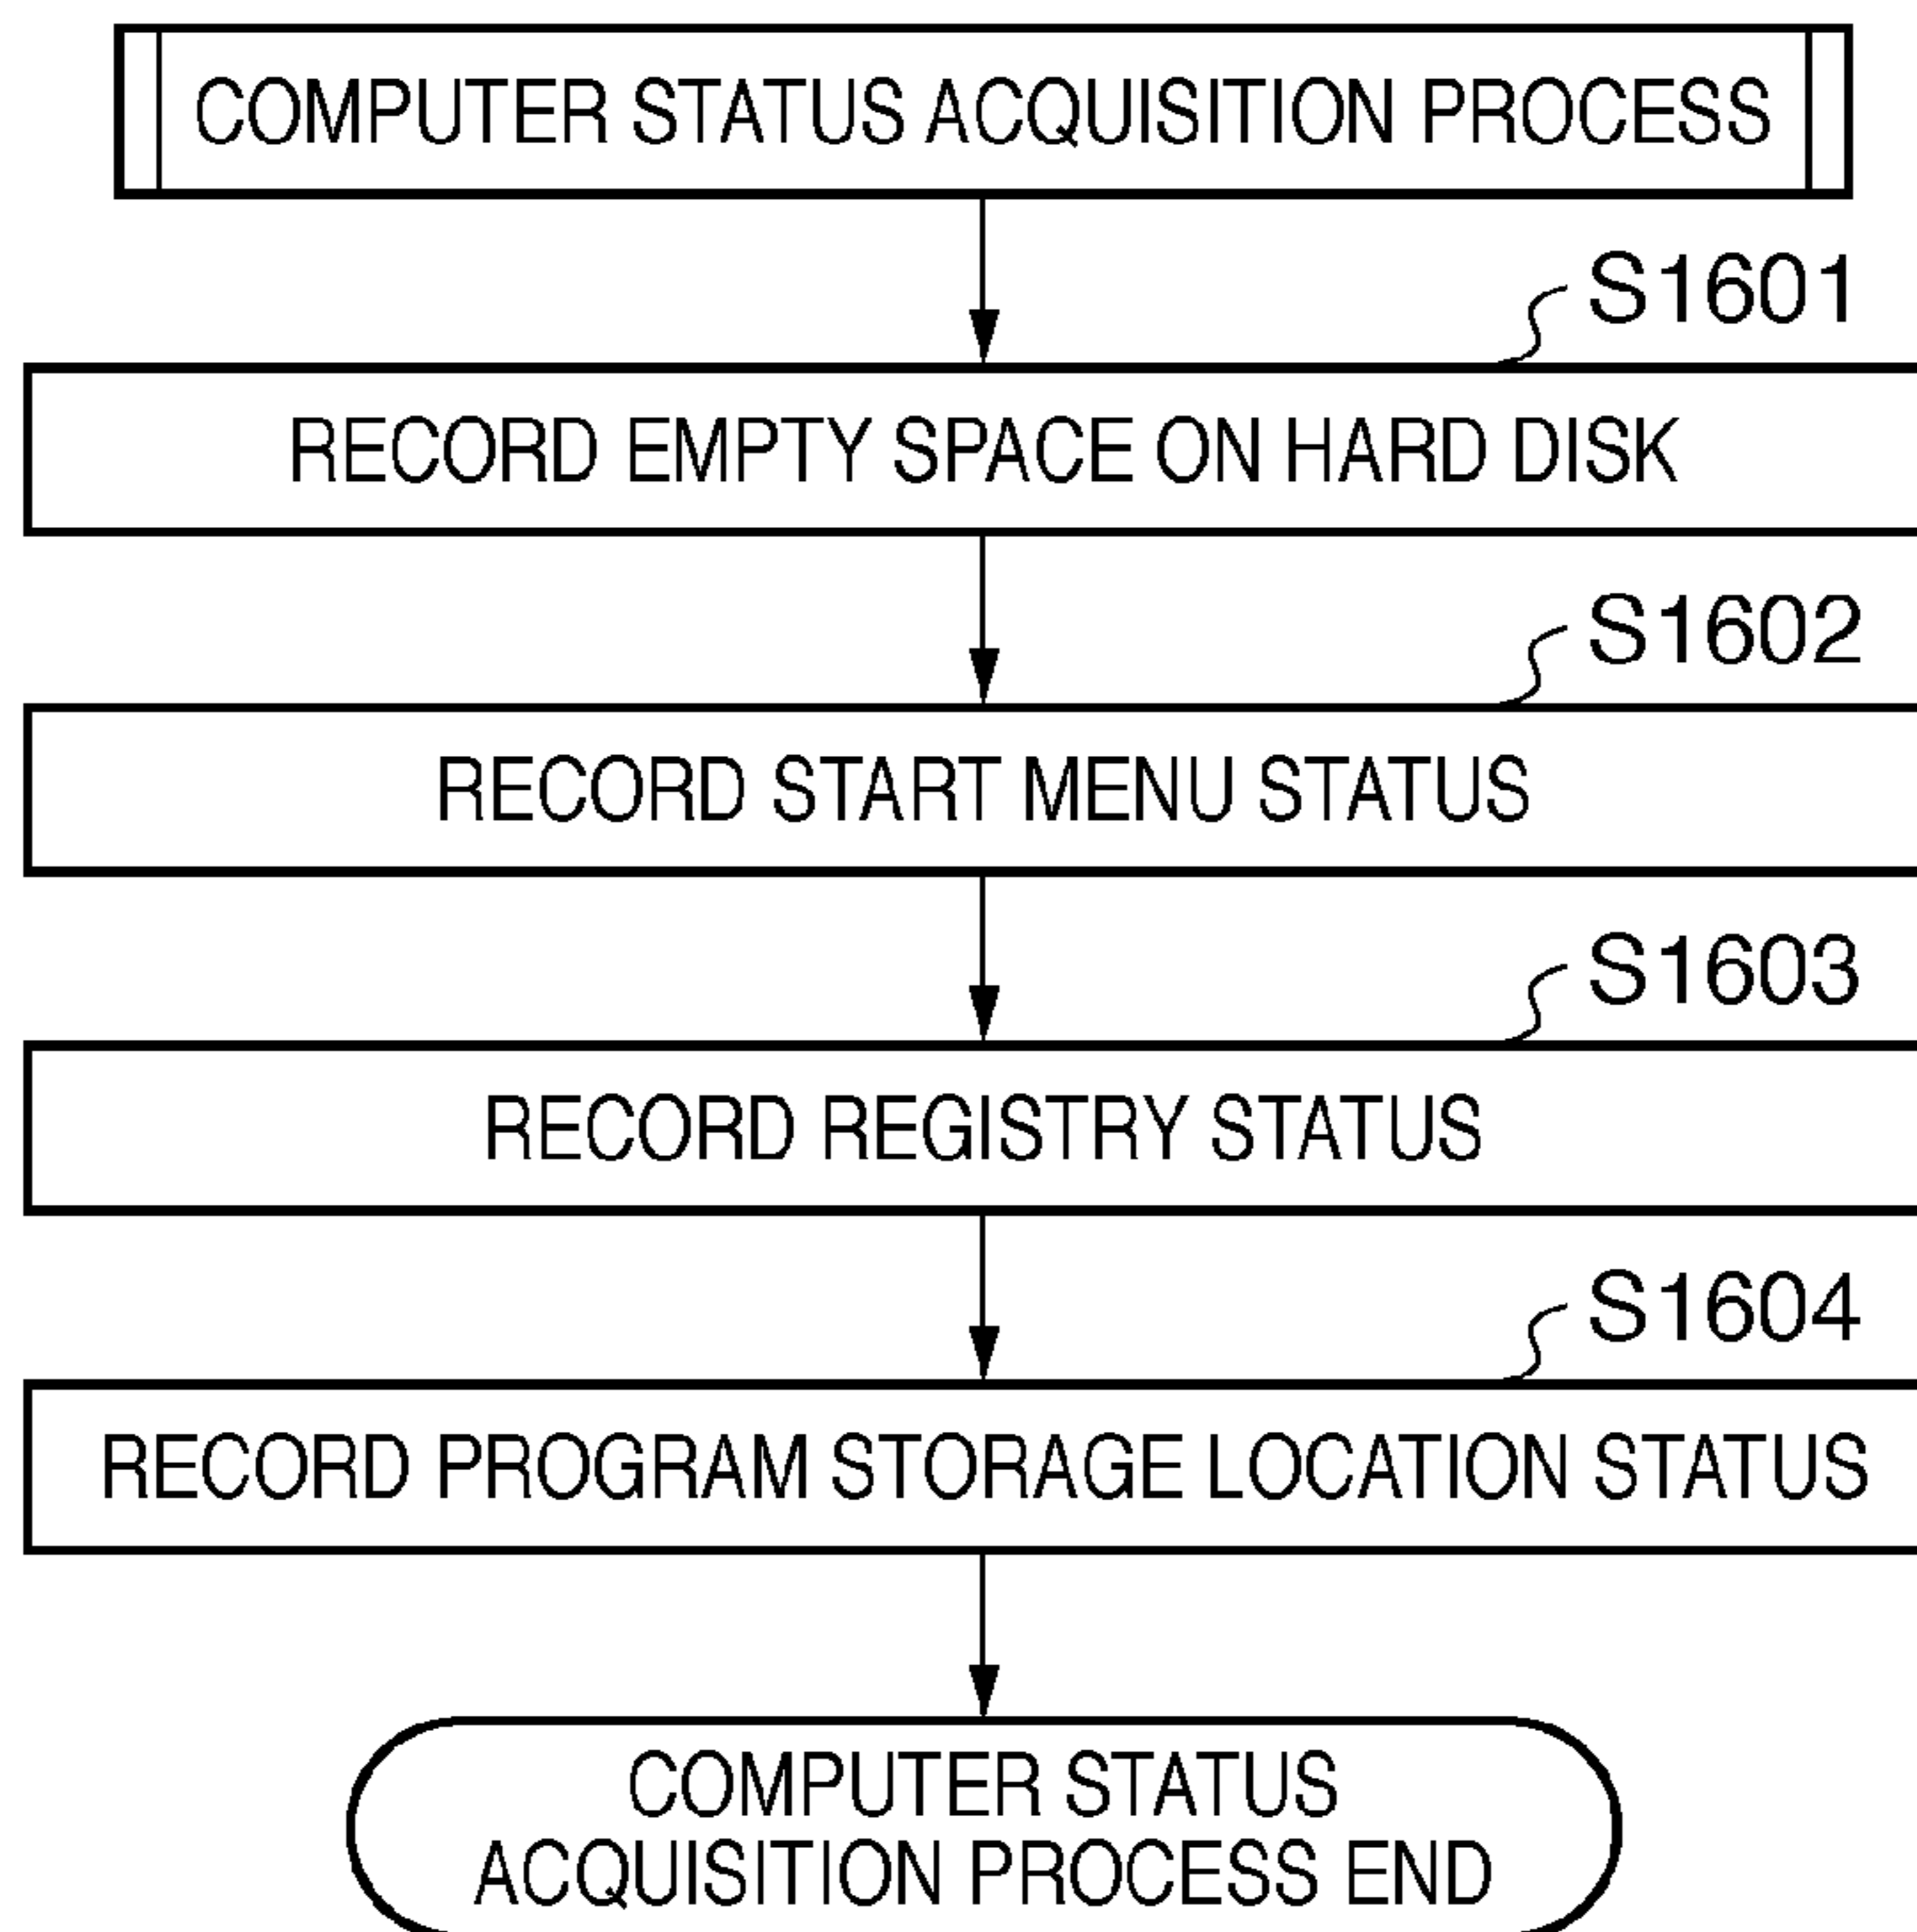 COMPUTER STATUS ACQUISITION PROCESS
S1601
RECORD EMPTY SPACE ON HARD DISK
S1602
RECORD START MENU STATUS
S1603
RECORD REGISTRY STATUS
S1604
RECORD PROGRAM STORAGE LOCATION STATUS
COMPUTER STATUS
ACQUISITION PROCESS END